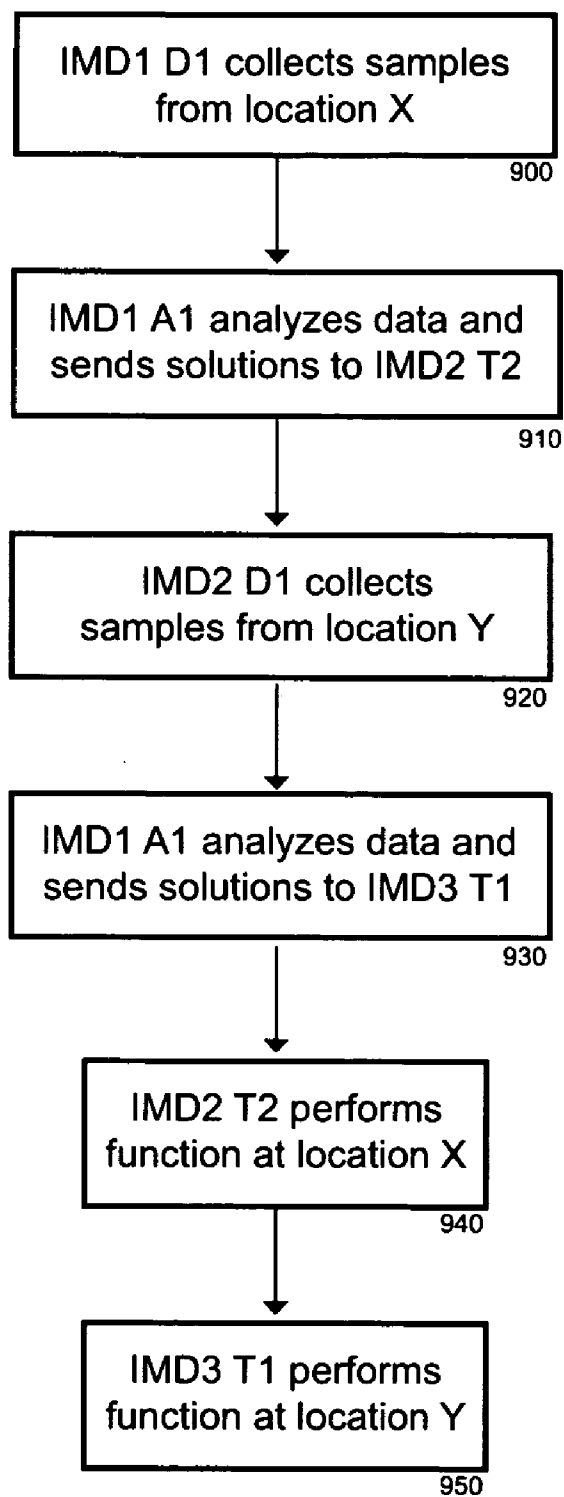 IMD1 D1 collects samples
from location X
900
IMD1 A1 analyzes data and
sends solutions to IMD2 T2
910
IMD2 D1 collects
samples from location Y
920
IMD1 A1 analyzes data and
sends solutions to IMD3 T1
930
IMD2 T2 performs
function at location X
940
IMD3 T1 performs
function at location Y
950